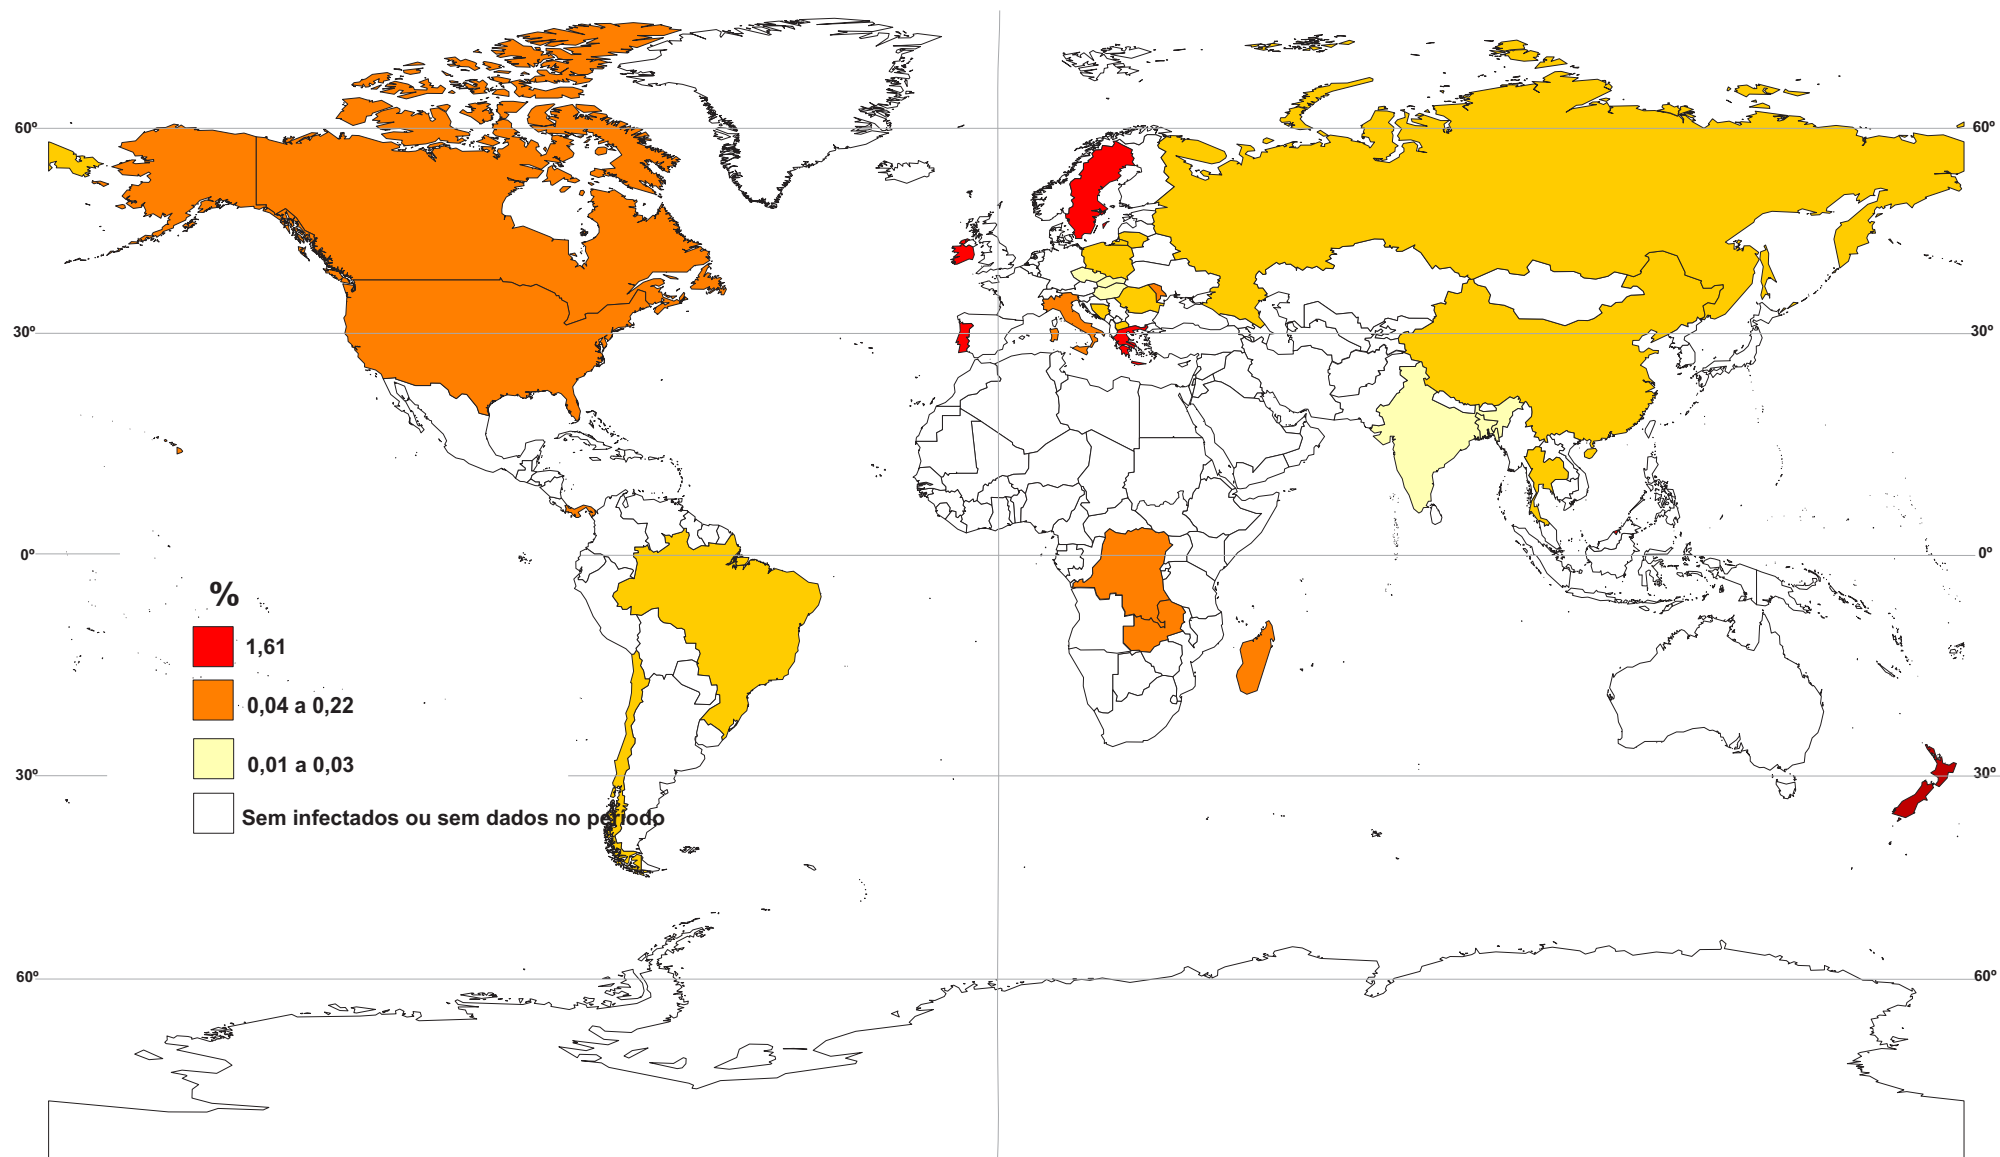 60º 60º
30º 30º
0º 0º
%
1,61
0,04 a 0,22
0,01 a 0,03
30º 30º
Sem infectados ou sem dados no período
60º 60º